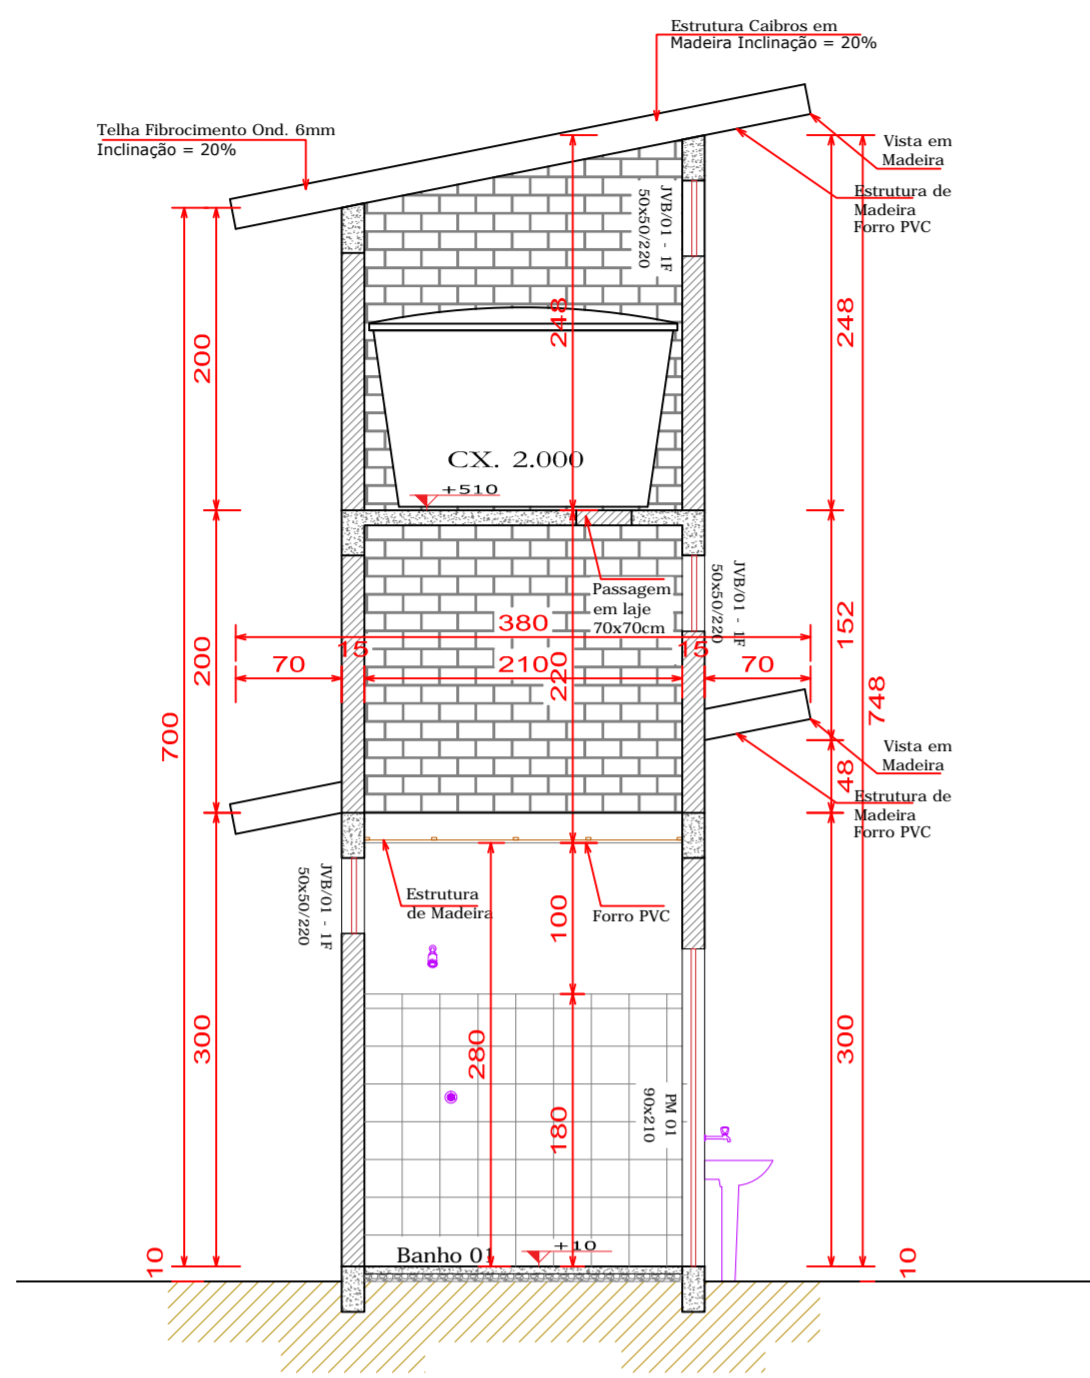 Estrutura Caibros em
Madeira Inclinação = 20%
Telha Fibrocimento Ond. 6mm
Inclinação = 20%
Vista em
Madeira
Estrutura de
Madeira
Forro PVC
JVB/01 - 1F
50x50/220
248
248
200
CX. 2.000
+510
Passagem
em laje
70x70cm
JVB/01 - 1F
50x50/220
380
152
200
15
15
70
210
70
220
748
700
Vista em
Madeira
48
Estrutura de
Madeira
Forro PVC
JVB/01 - 1F
50x50/220
Estrutura
de Madeira
Forro PVC
100
280
300
300
180
PM 01
90x210
Banho 01
+10
10
10